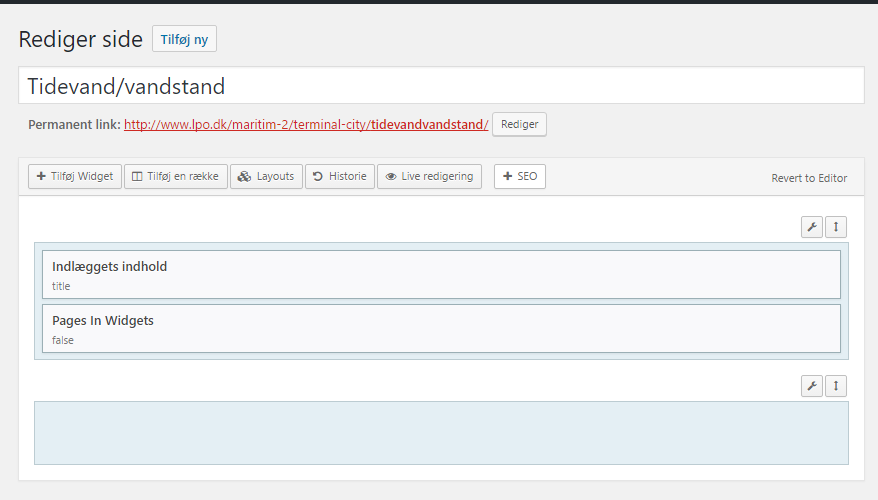 Rediger side Tilføj ny
Tidevand/vandstand
Permanent link: http://www.lpo.dk/maritim-2/terminal-city/tidevandvandstand/ Rediger
Tilføj Widget Tilføj en række Layouts Historie Live redigering SEO Revert to Editor
Indlæggets indhold
title
Pages In Widgets
false